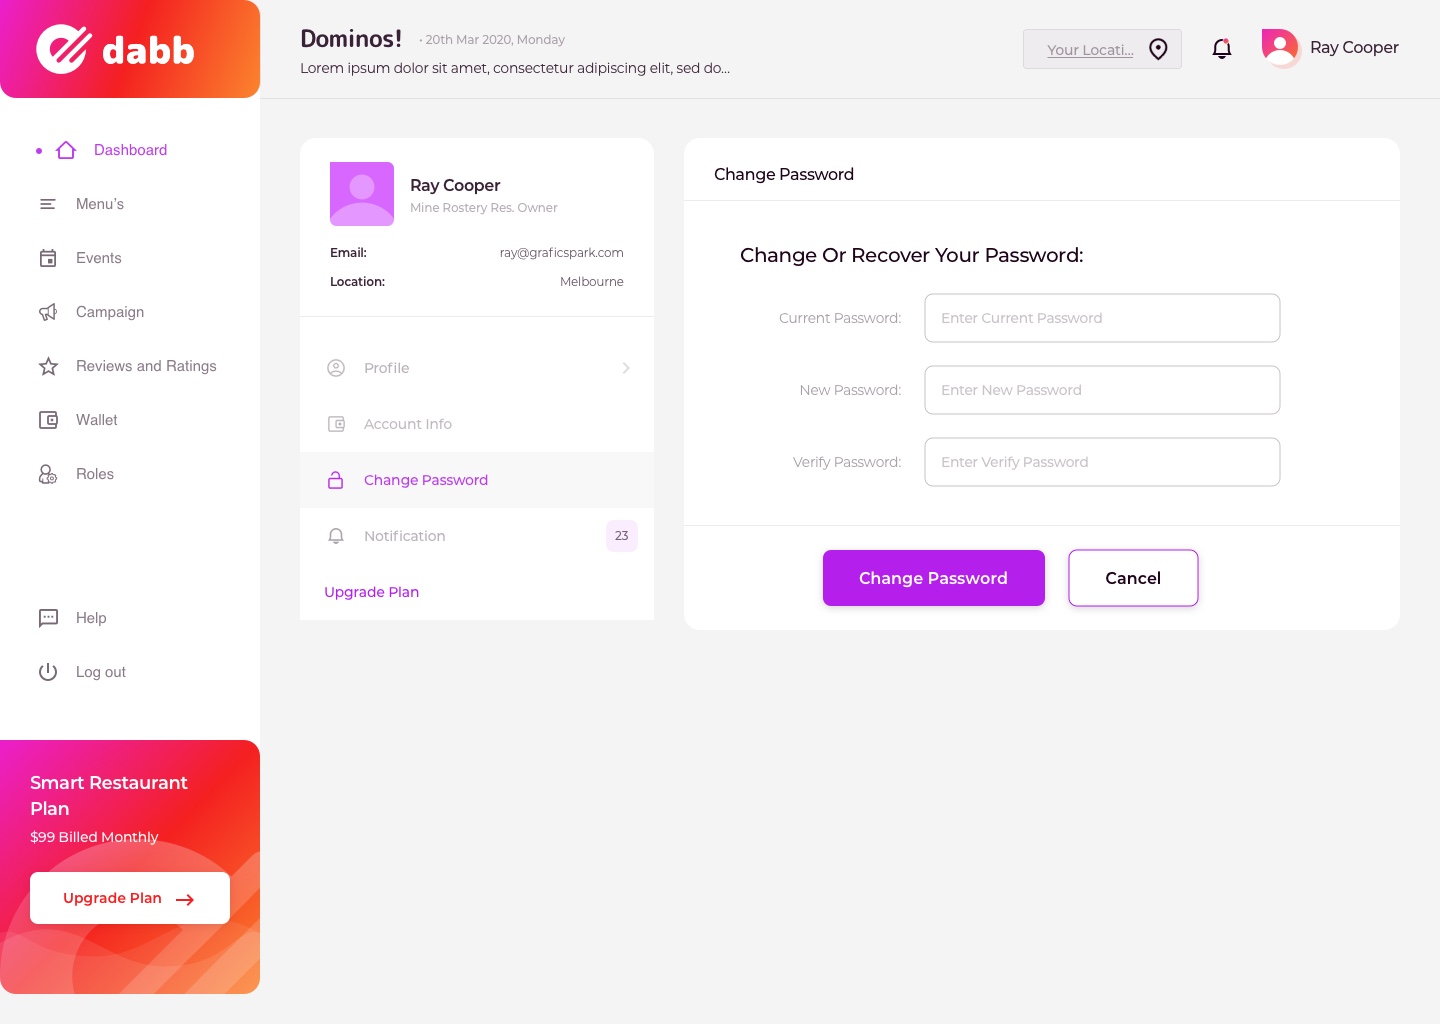 dabb
Dashboard
Menu's
Events
Campaign
Reviews and Ratings
Wallet
Roles
Help
Log out
Smart Restaurant
Plan
$99 Billed Monthly
Upgrade Plan
Dominos!
• 20th Mar 2020, Monday
Lorem ipsum dolor sit amet, consectetur adipiscing elit, sed do...
Your Locati...
Ray Cooper
Ray Cooper
Mine Rostery Res. Owner
Email: ray@graficspark.com
Location: Melbourne
Profile
Account Info
Change Password
Notification 23
Upgrade Plan
Change Password
Change Or Recover Your Password:
Current Password: Enter Current Password
New Password: Enter New Password
Verify Password: Enter Verify Password
Change Password Cancel